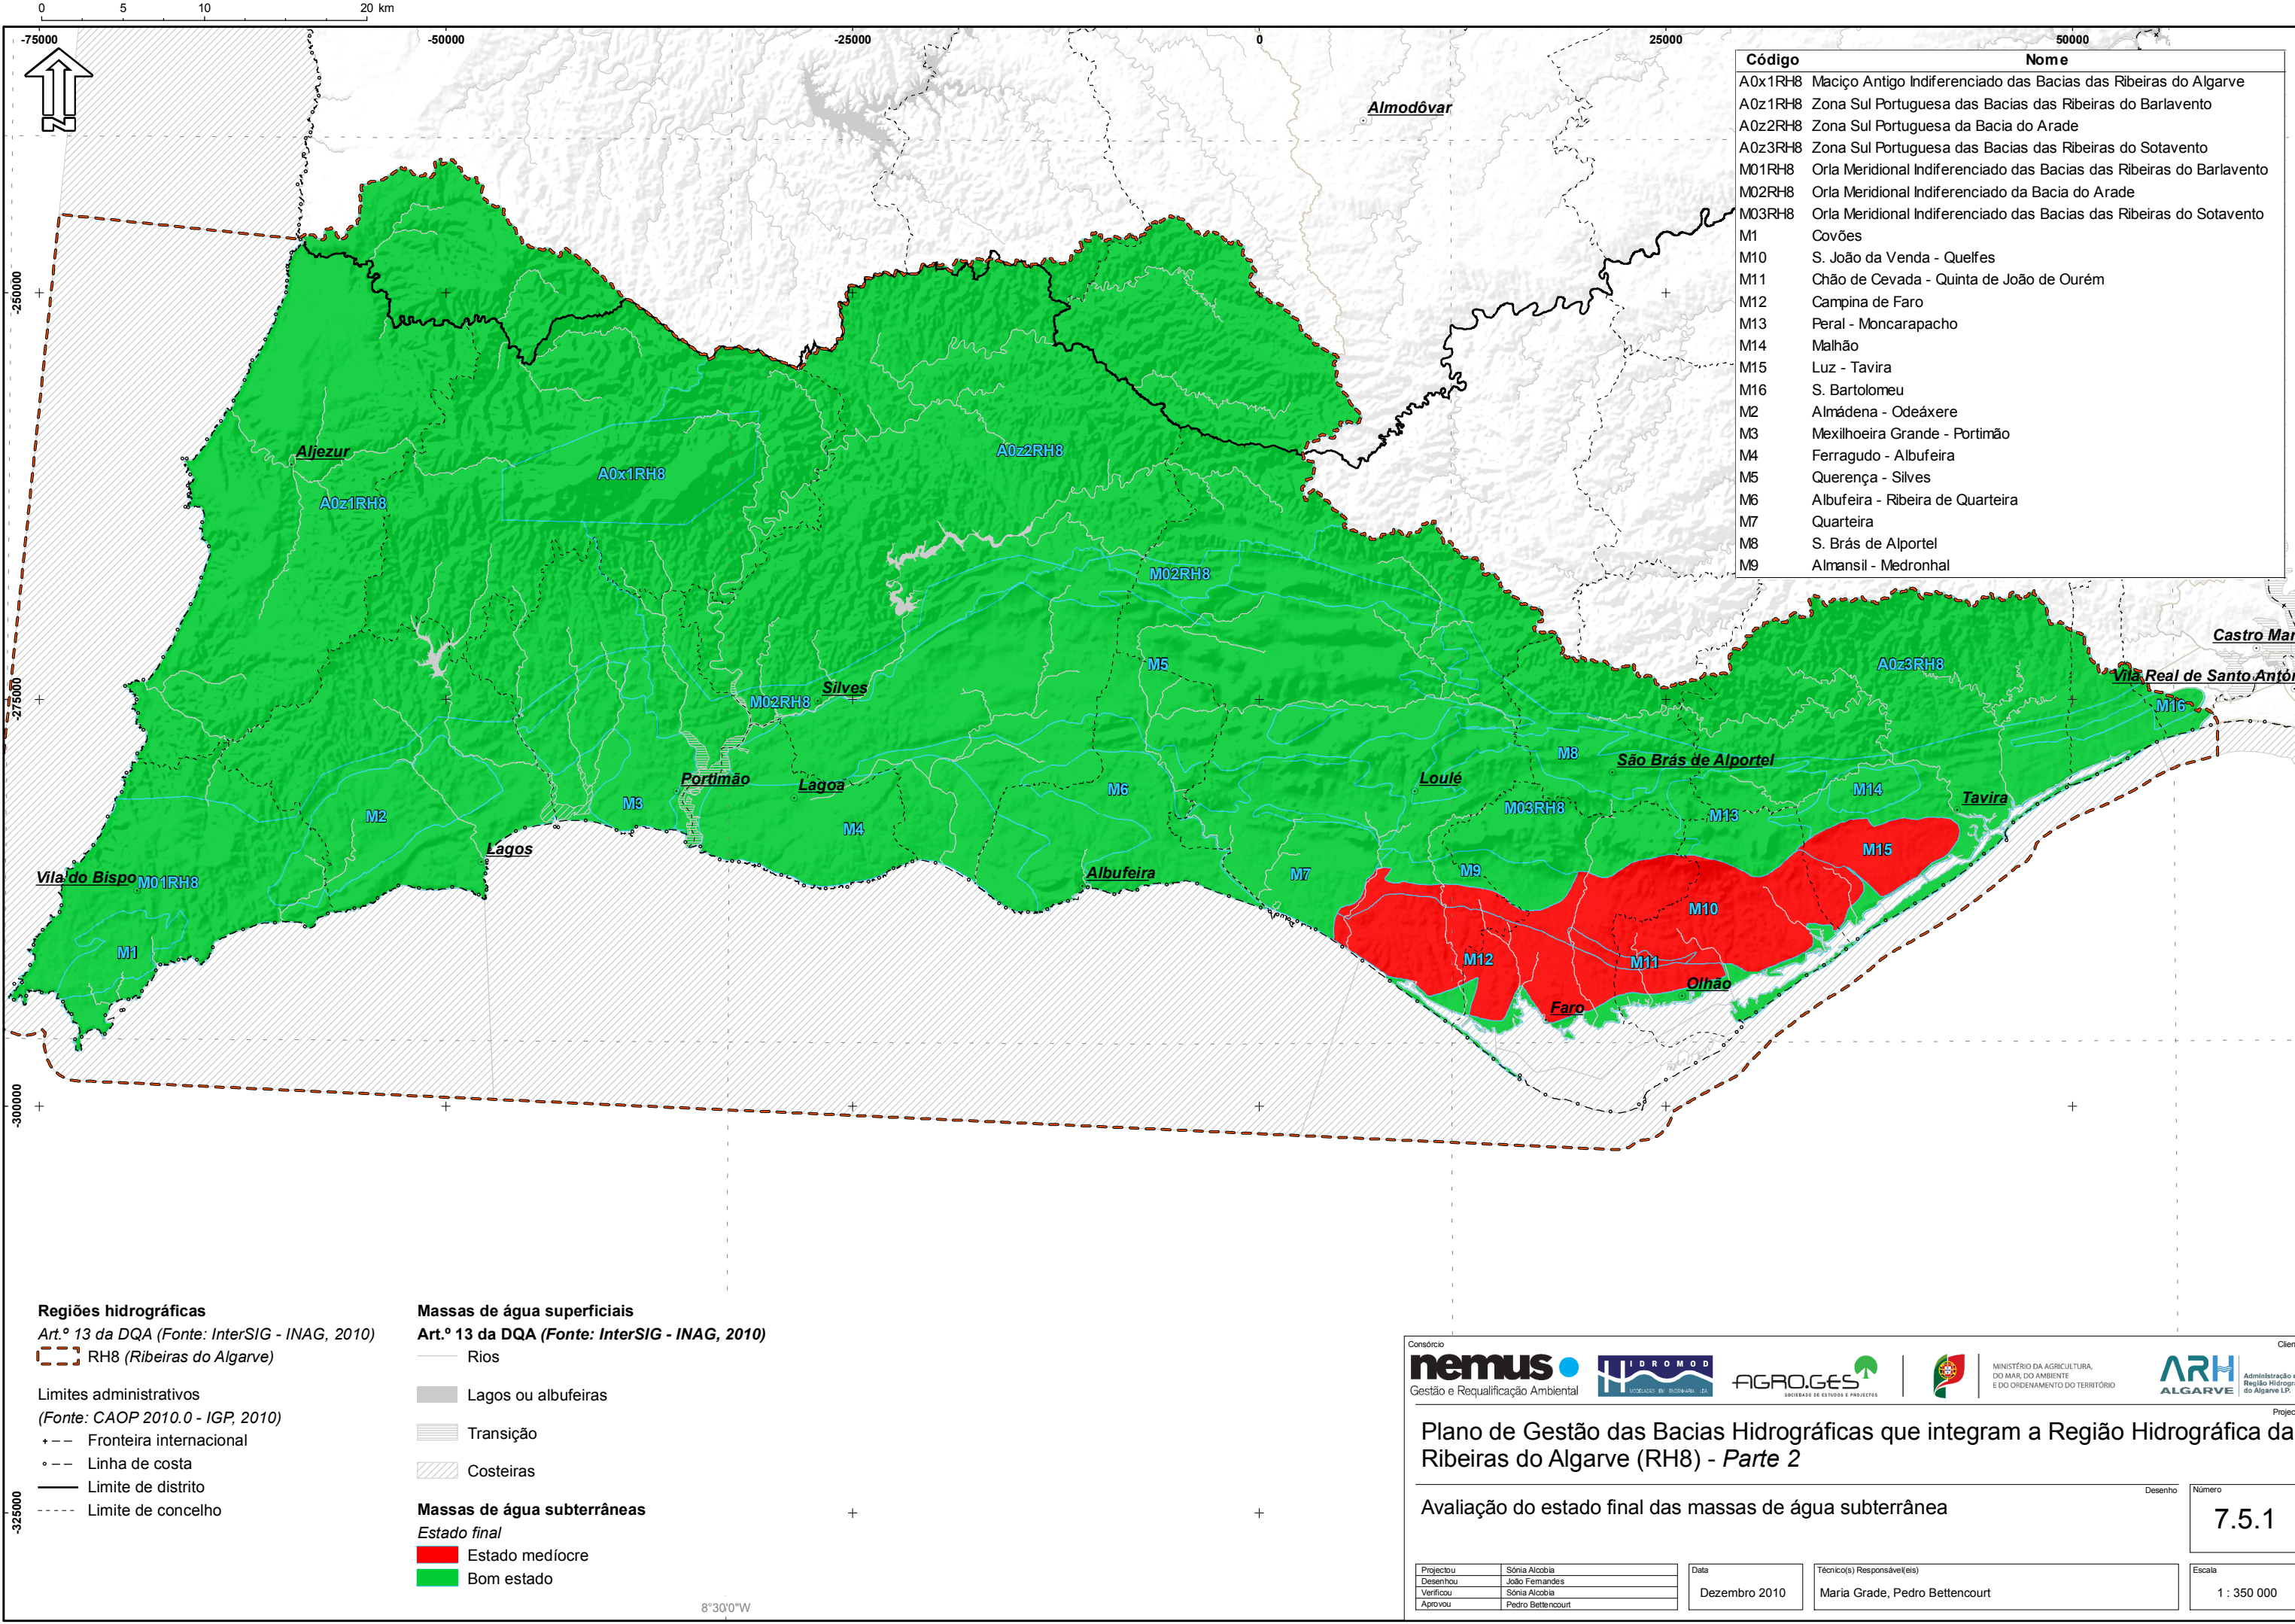 0 5 10 20 km
-75000 -50000 -25000 0 25000 50000
N
Almodôvar
Código Nome
A0x1RH8 Maciço Antigo Indiferenciado das Bacias das Ribeiras do Algarve
A0z1RH8 Zona Sul Portuguesa das Bacias das Ribeiras do Barlavento
A0z2RH8 Zona Sul Portuguesa da Bacia do Arade
A0z3RH8 Zona Sul Portuguesa das Bacias das Ribeiras do Sotavento
M01RH8 Orla Meridional Indiferenciado das Bacias das Ribeiras do Barlavento
M02RH8 Orla Meridional Indiferenciado da Bacia do Arade
M03RH8 Orla Meridional Indiferenciado das Bacias das Ribeiras do Sotavento
M1 Covões
M10 S. João da Venda - Quelfes
M11 Chão de Cevada - Quinta de João de Ourém
M12 Campina de Faro
M13 Peral - Moncarapacho
M14 Malhão
M15 Luz - Tavira
M16 S. Bartolomeu
M2 Almádena - Odeáxere
M3 Mexilhoeira Grande - Portimão
M4 Ferragudo - Albufeira
M5 Querença - Silves
M6 Albufeira - Ribeira de Quarteira
M7 Quarteira
M8 S. Brás de Alportel
M9 Almansil - Medronhal
-250000
-275000
-300000
-325000
Aljezur
A0z1RH8
A0x1RH8
A0z2RH8
M02RH8
M5
A0z3RH8
Castro Mar
Vila Real de Santo Antón
M16
Silves
M02RH8
M8
São Brás de Alportel
Portimão
Lagoa
M6
Loulé
M14
Tavira
M2
M3
M4
M03RH8
M13
Lagos
M15
Vila do Bispo
M01RH8
Albufeira
M7
M9
M10
M1
M12
M11
Olhão
Faro
Regiões hidrográficas
Art.º 13 da DQA (Fonte: InterSIG - INAG, 2010)
RH8 (Ribeiras do Algarve)
Limites administrativos
(Fonte: CAOP 2010.0 - IGP, 2010)
Fronteira internacional
Linha de costa
Limite de distrito
Limite de concelho
Massas de água superficiais
Art.º 13 da DQA (Fonte: InterSIG - INAG, 2010)
Rios
Lagos ou albufeiras
Transição
Costeiras
Massas de água subterrâneas
Estado final
Estado medíocre
Bom estado
8°30'0"W
Consórcio
Clien
nemus
Gestão e Requalificação Ambiental
HIDROMOD
MODELAÇÃO EM ENGENHARIA LDA.
AGRO.GES
SOCIEDADE DE ESTUDOS E PROJECTOS
MINISTÉRIO DA AGRICULTURA,
DO MAR, DO AMBIENTE
E DO ORDENAMENTO DO TERRITÓRIO
ARH
ALGARVE
Administração
Região Hidrogr
do Algarve I.P.
Projec
Plano de Gestão das Bacias Hidrográficas que integram a Região Hidrográfica da
Ribeiras do Algarve (RH8) - Parte 2
Desenho
Avaliação do estado final das massas de água subterrânea
Número
7.5.1
Projectou Sónia Alcobia
Desenhou João Fernandes
Verificou Sónia Alcobia
Aprovou Pedro Bettencourt
Data
Dezembro 2010
Técnico(s) Responsável(eis)
Maria Grade, Pedro Bettencourt
Escala
1 : 350 000